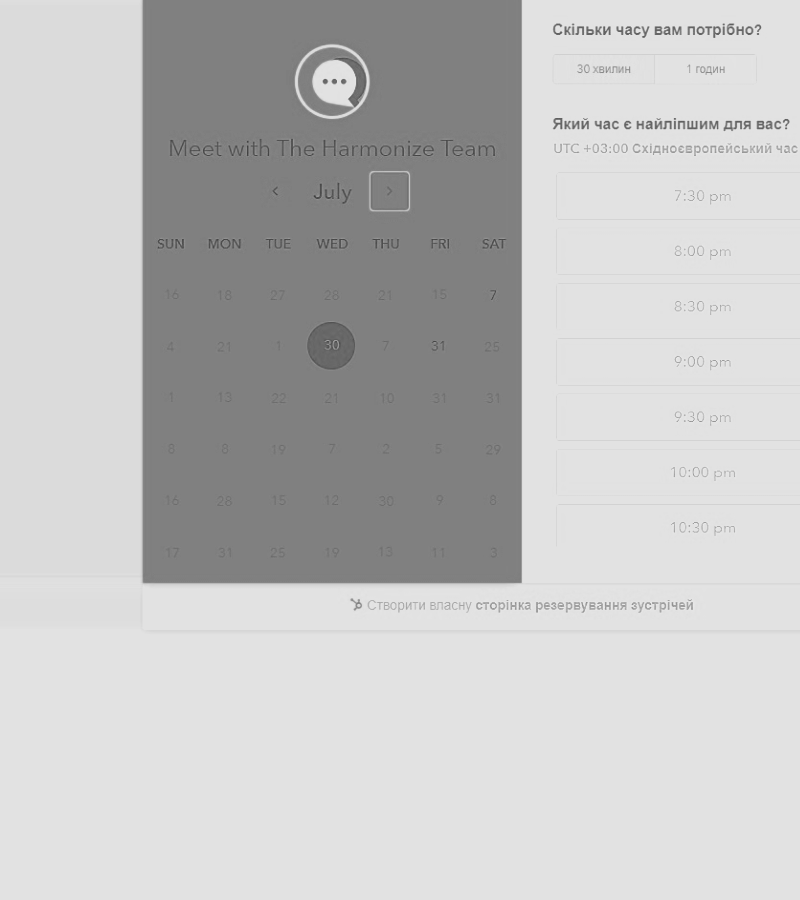 Meet with The Harmonize Team
July
SUN MON TUE WED THU FRI SAT
16 18 27 26 21 15 7
4 21 1 30 7 31 25
1 13 22 21 10 31 31
8 8 19 7 2 5 29
16 28 15 12 30 9 8
17 31 25 19 13 11 3
Скільки часу вам потрібно?
30 хвилин 1 годин
Який час є найліпшим для вас?
UTC +03:00 Східноєвропейський час
7:30 pm
8:00 pm
8:30 pm
9:00 pm
9:30 pm
10:00 pm
10:30 pm
Створити власну сторінка резервування зустрічей